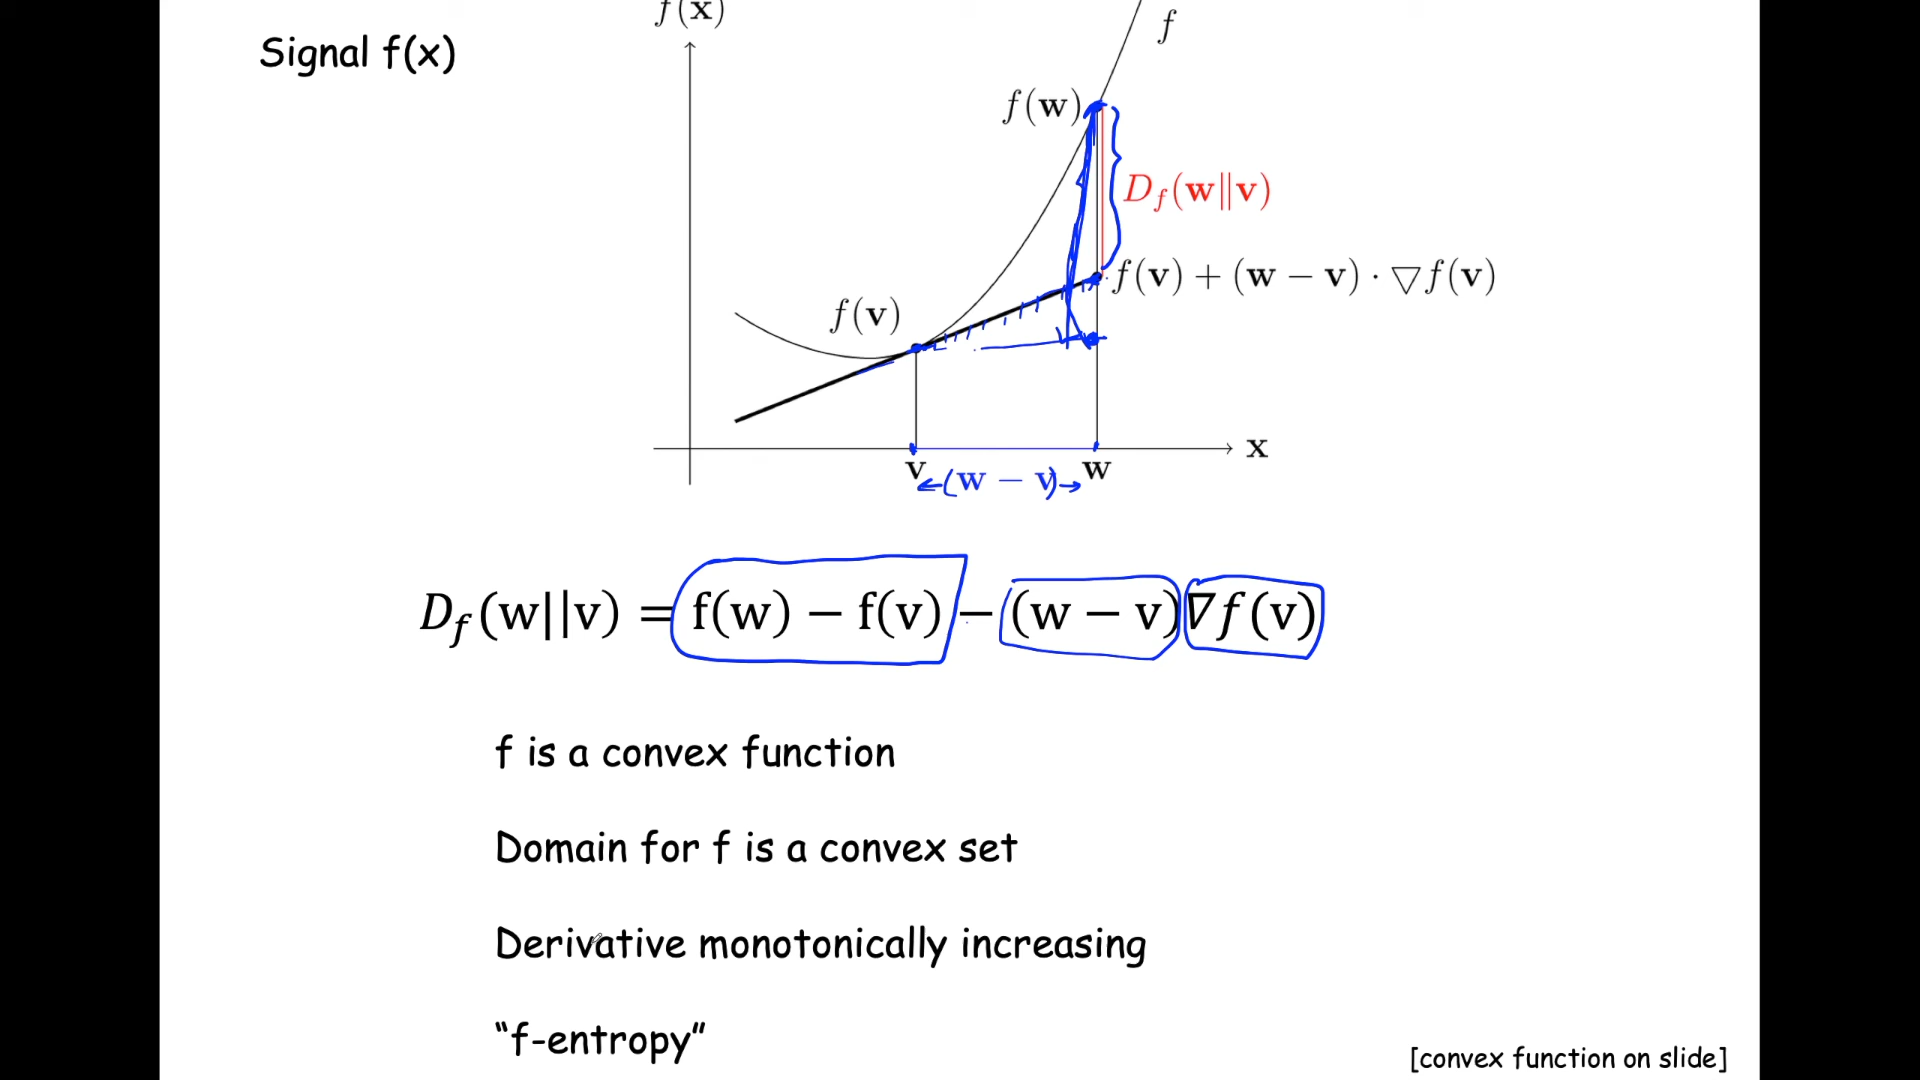 f(x)
Signal f(x)
f
f(w)
D_f(w||v)
f(v) + (w − v) · ▽f(v)
f(v)
x
v
w
(w − v)
D_f(w||v) = f(w) − f(v) − (w − v)∇f(v)
f is a convex function
Domain for f is a convex set
Derivative monotonically increasing
“f-entropy”
[convex function on slide]